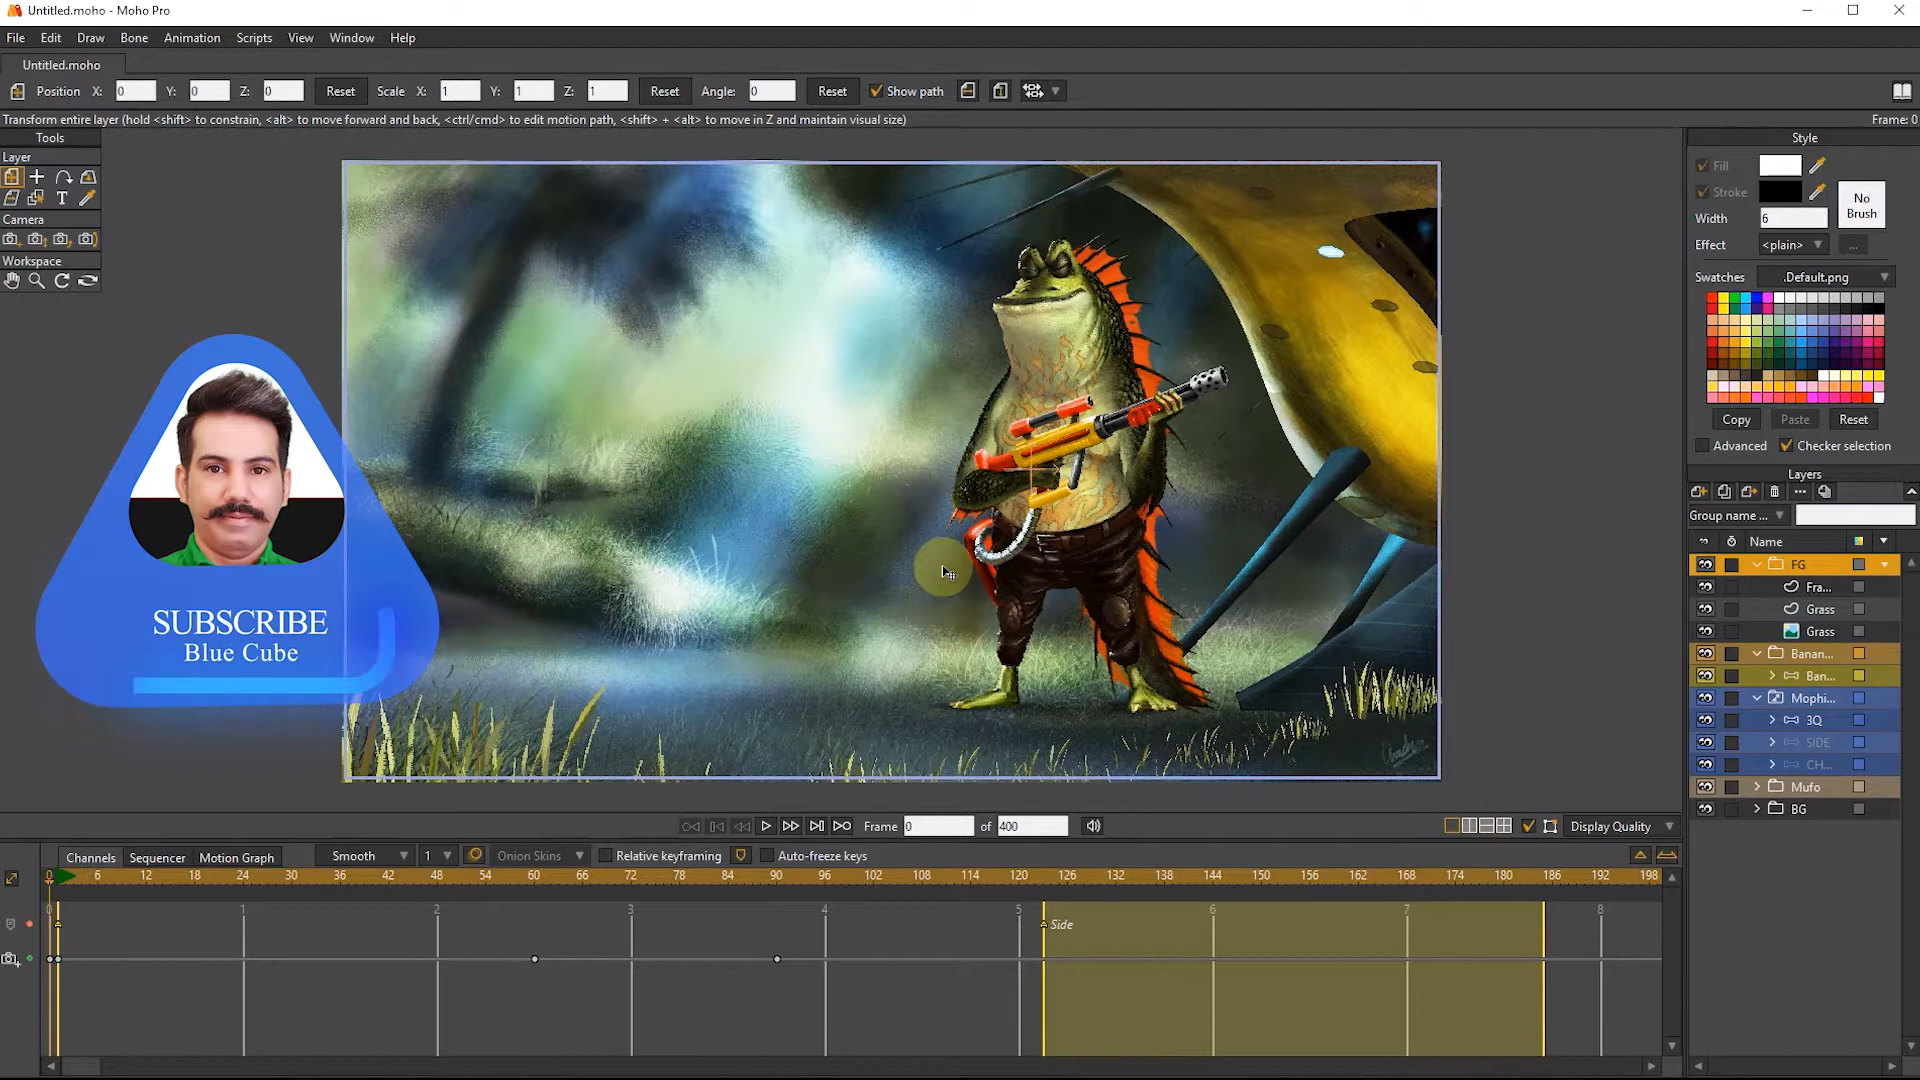 Untitled.moho - Moho Pro
File Edit Draw Bone Animation Scripts View Window Help
Untitled.moho
Position X: 0 Y: 0 Z: 0 Reset Scale X: 1 Y: 1 Z: 1 Reset Angle: 0 Reset Show path
Transform entire layer (hold <shift> to constrain, <alt> to move forward and back, <ctrl/cmd> to edit motion path, <shift> + <alt> to move in Z and maintain visual size) Frame: 0
Tools
Layer
T
Camera
Workspace
SUBSCRIBE
Blue Cube
Style
Fill
Stroke
No
Brush
Width 6
Effect <plain> ...
Swatches .Default.png
Copy Paste Reset
Advanced Checker selection
Layers
Group name ...
Name
FG
Fra...
Grass
Grass
Banan...
Ban...
Mophi...
3Q
SIDE
CH...
Mufo
BG
Frame 0 of 400 Display Quality
Channels Sequencer Motion Graph Smooth 1 Onion Skins Relative keyframing Auto-freeze keys
0 6 12 18 24 30 36 42 48 54 60 66 72 78 84 90 96 102 108 114 120 126 132 138 144 150 156 162 168 174 180 186 192 198
0 1 2 3 4 5 6 7 8
Side